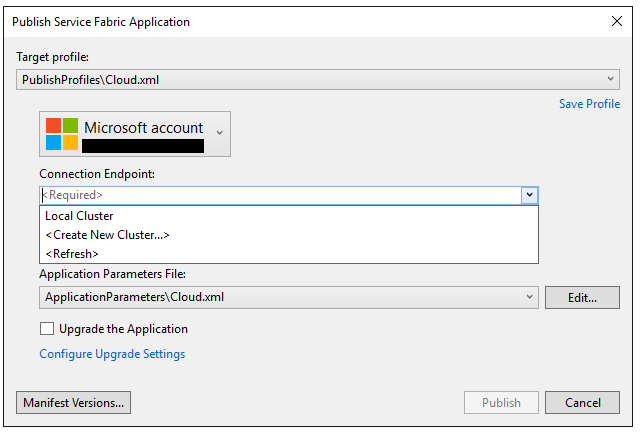 Publish Service Fabric Application
Target profile:
PublishProfiles\Cloud.xml
Save Profile
Microsoft account
Connection Endpoint:
<Required>
Local Cluster
<Create New Cluster...>
<Refresh>
Application Parameters File:
ApplicationParameters\Cloud.xml
Edit...
Upgrade the Application
Configure Upgrade Settings
Manifest Versions...
Publish
Cancel